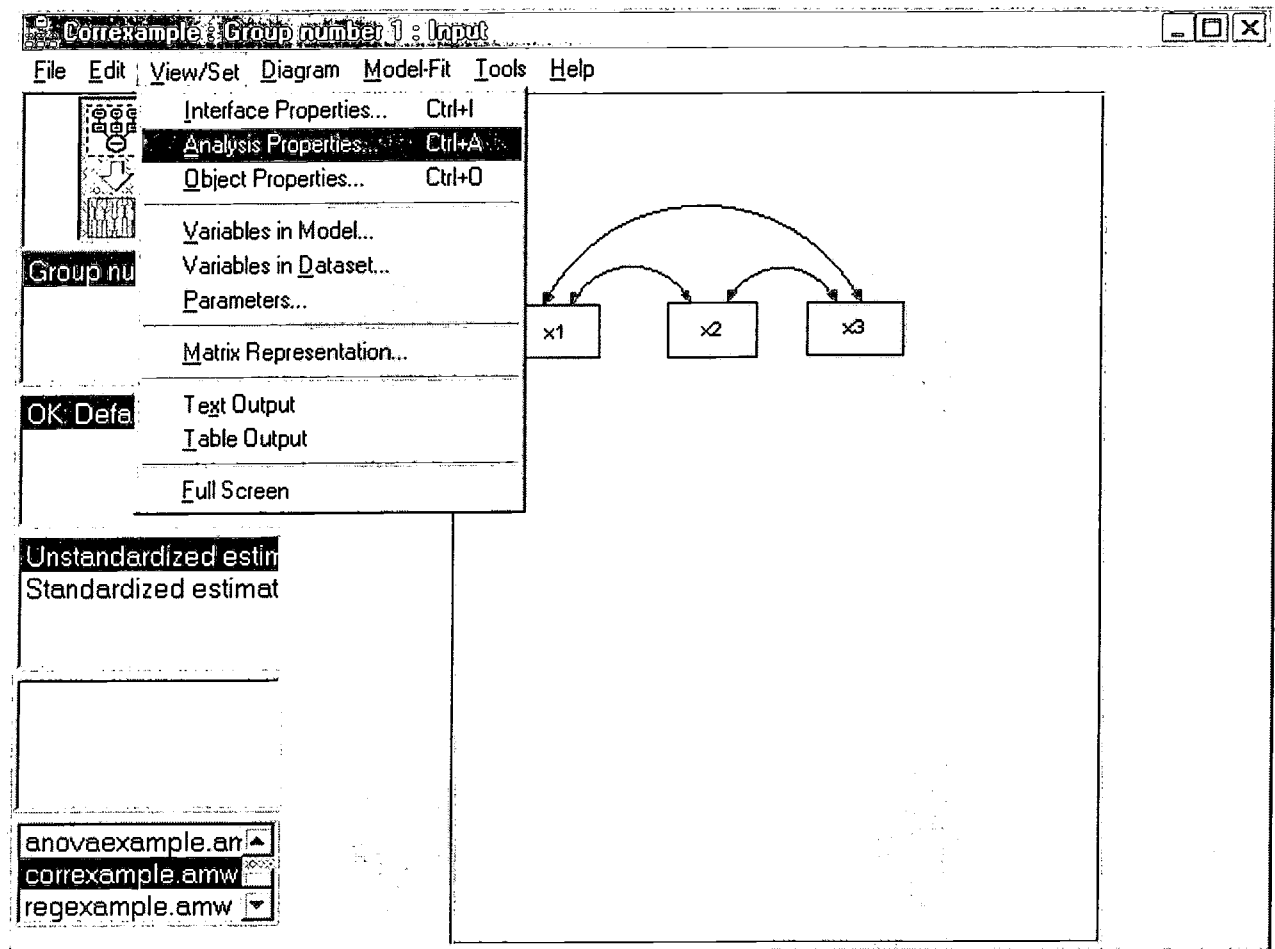 Correxample : Group number 1 : Input
File Edit View/Set Diagram Model-Fit Tools Help
Interface Properties... Ctrl+I
Analysis Properties... Ctrl+A
Object Properties... Ctrl+O
Variables in Model...
Variables in Dataset...
Parameters...
Matrix Representation...
Text Output
Table Output
Full Screen
Group nu
OK: Defa
Unstandardized estim
Standardized estimat
anovaexample.am
correxample.amw
regexample.amw
x1 x2 x3